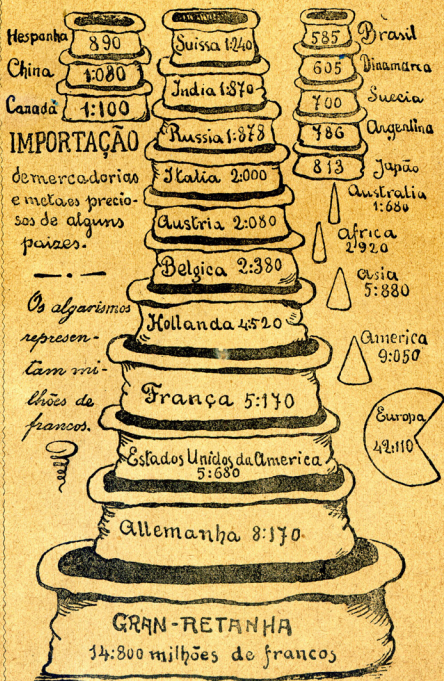 Hespanha 890
China 1:080
Canadá 1:100
IMPORTAÇÃO
de mercadorias
e metaes precio-
sos de alguns
paizes.
Os algarismos
represen-
tam mi-
lhões de
francos.
Suissa 1:240
India 1:870
Russia 1:878
Italia 2:000
Austria 2:080
Belgica 2:380
Hollanda 4:520
França 5:170
Estados Unidos da America
5:680
Allemanha 8:170
GRAN-RETANHA
14:800 milhões de francos
585 Brasil
605 Dinamarca
700 Suecia
786 Argentina
813 Japão
Australia
1:680
Africa
2:920
Asia
5:880
America
9:050
Europa
42:110